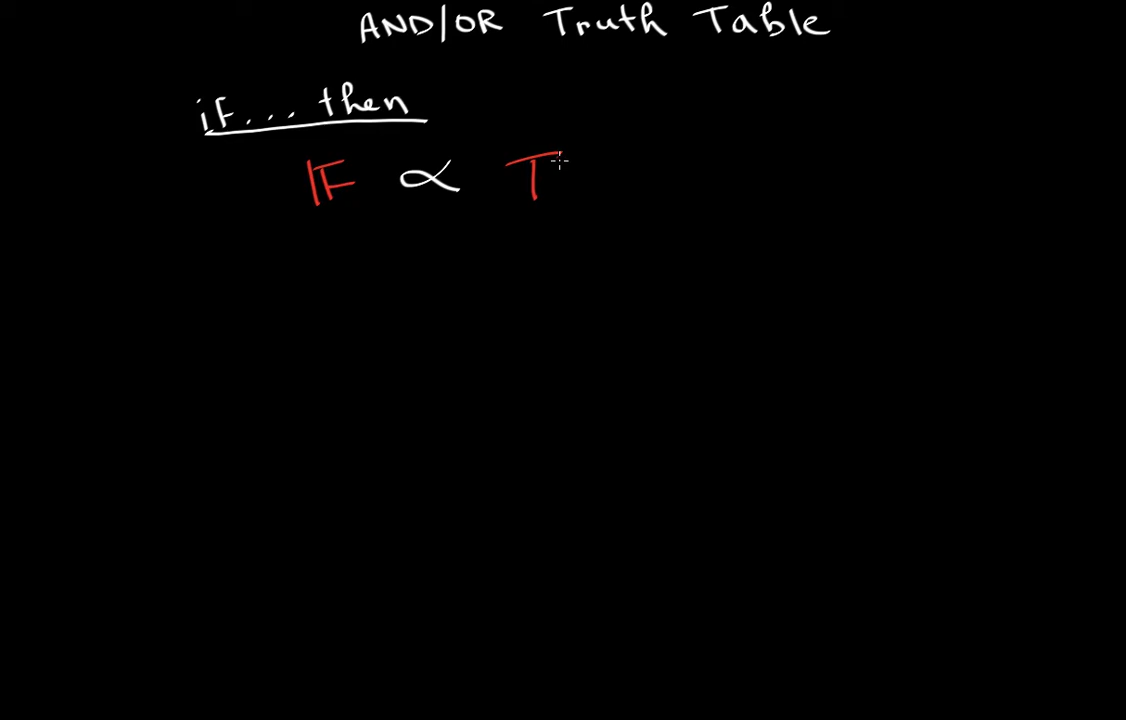 AND/OR Truth Table
if... then
IF ∝ T